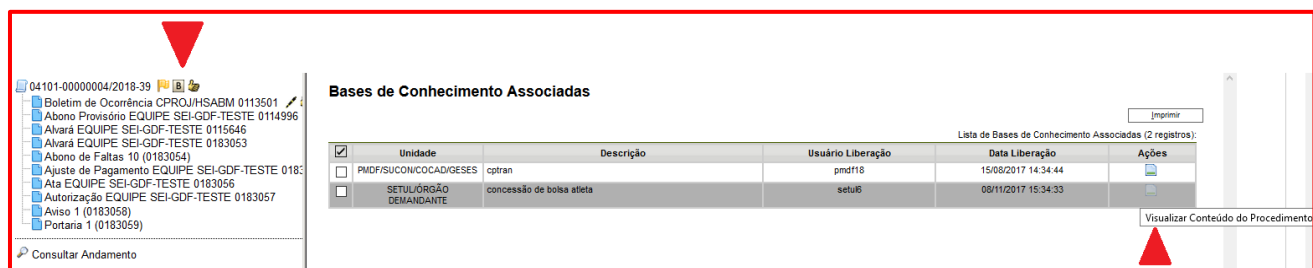 04101-00000004/2018-39 B
Boletim de Ocorrência CPROJ/HSABM 0113501
Abono Provisório EQUIPE SEI-GDF-TESTE 0114996
Alvará EQUIPE SEI-GDF-TESTE 0115646
Alvará EQUIPE SEI-GDF-TESTE 0183053
Abono de Faltas 10 (0183054)
Ajuste de Pagamento EQUIPE SEI-GDF-TESTE 0183
Ata EQUIPE SEI-GDF-TESTE 0183056
Autorização EQUIPE SEI-GDF-TESTE 0183057
Aviso 1 (0183058)
Portaria 1 (0183059)
Consultar Andamento
Bases de Conhecimento Associadas
Imprimir
Lista de Bases de Conhecimento Associadas (2 registros):
Unidade Descrição Usuário Liberação Data Liberação Ações
PMDF/SUCON/COCAD/GESES cptran pmdf18 15/08/2017 14:34:44
SETUL/ÓRGÃO DEMANDANTE concessão de bolsa atleta setul6 08/11/2017 15:34:33
Visualizar Conteúdo do Procedimento